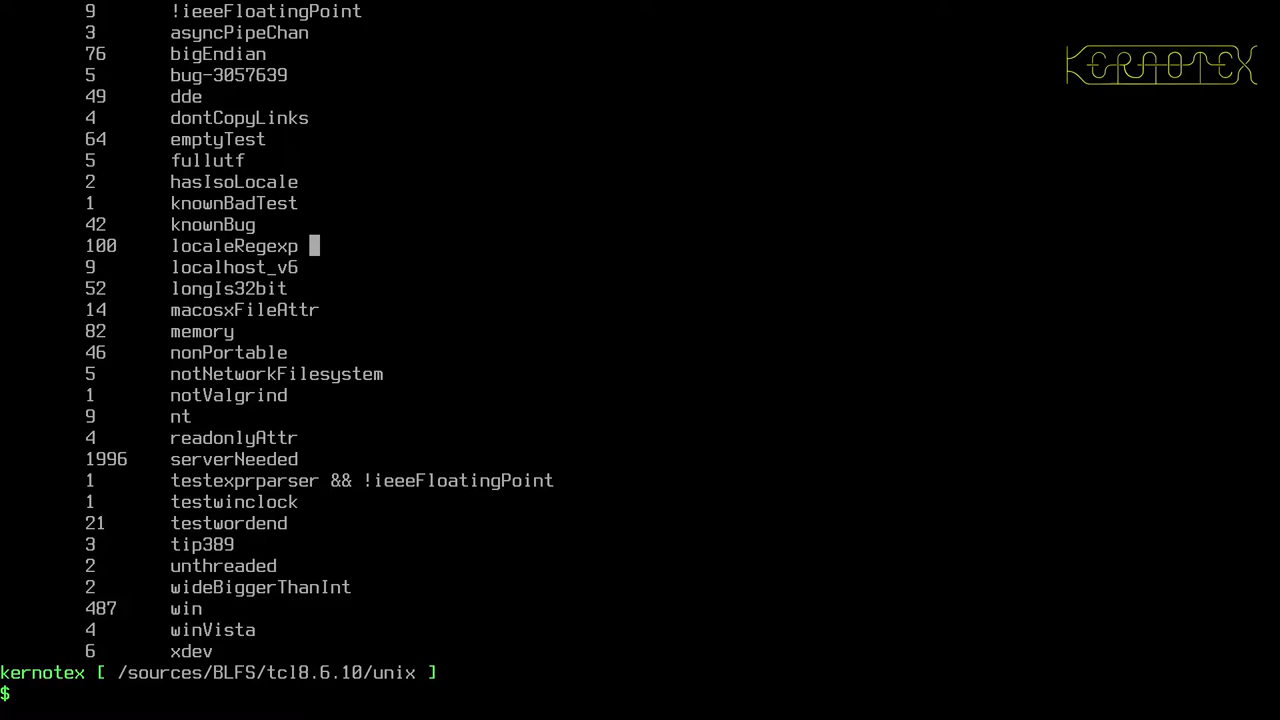 9 !ieeeFloatingPoint
KERNOTEX
3 asyncPipeChan
76 bigEndian
5 bug-3057639
49 dde
4 dontCopyLinks
64 emptyTest
5 fullutf
2 hasIsoLocale
1 knownBadTest
42 knownBug
100 localeRegexp
9 localhost_v6
52 longIs32bit
14 macosxFileAttr
82 memory
46 nonPortable
5 notNetworkFilesystem
1 notValgrind
9 nt
4 readonlyAttr
1996 serverNeeded
1 testexprparser && !ieeeFloatingPoint
1 testwinclock
21 testwordend
3 tip389
2 unthreaded
2 wideBiggerThanInt
487 win
4 winVista
6 xdev
kernotex [ /sources/BLFS/tcl8.6.10/unix ]
$